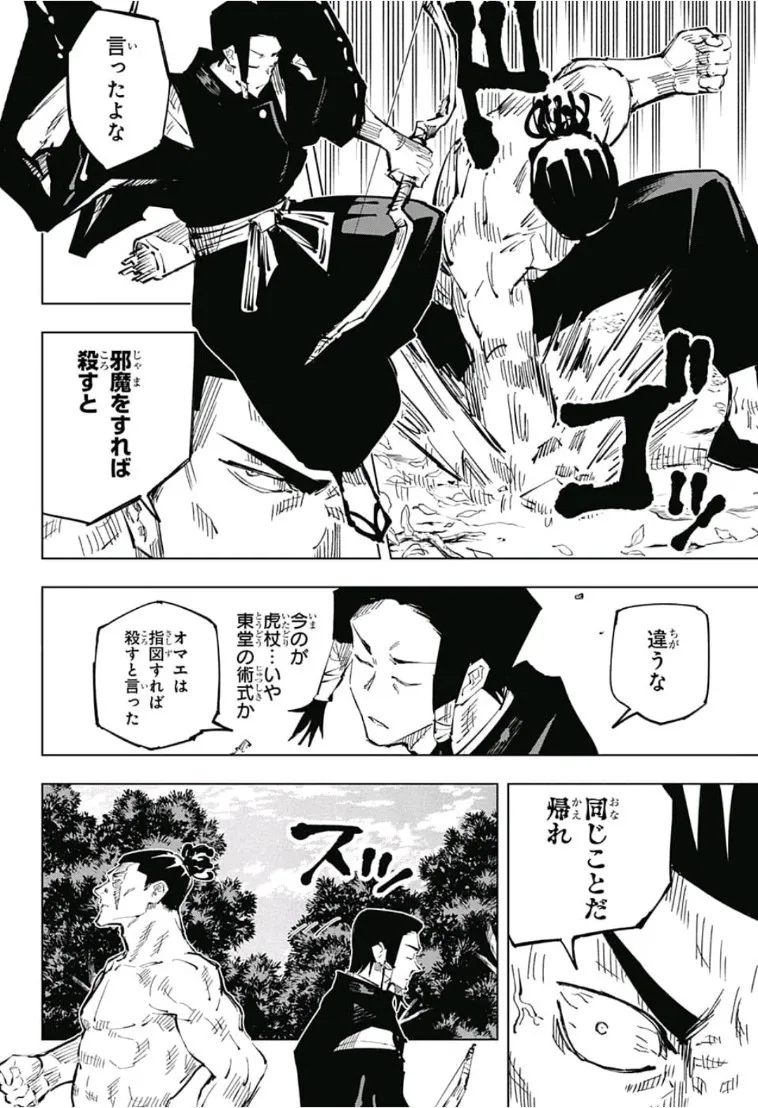 言ったよな
ゴッ
邪魔をすれば
殺すと
違うな
今のが
虎杖…いや
東堂の術式か
オマエは
指図すれば
殺すと言った
同じことだ
帰れ
スッ